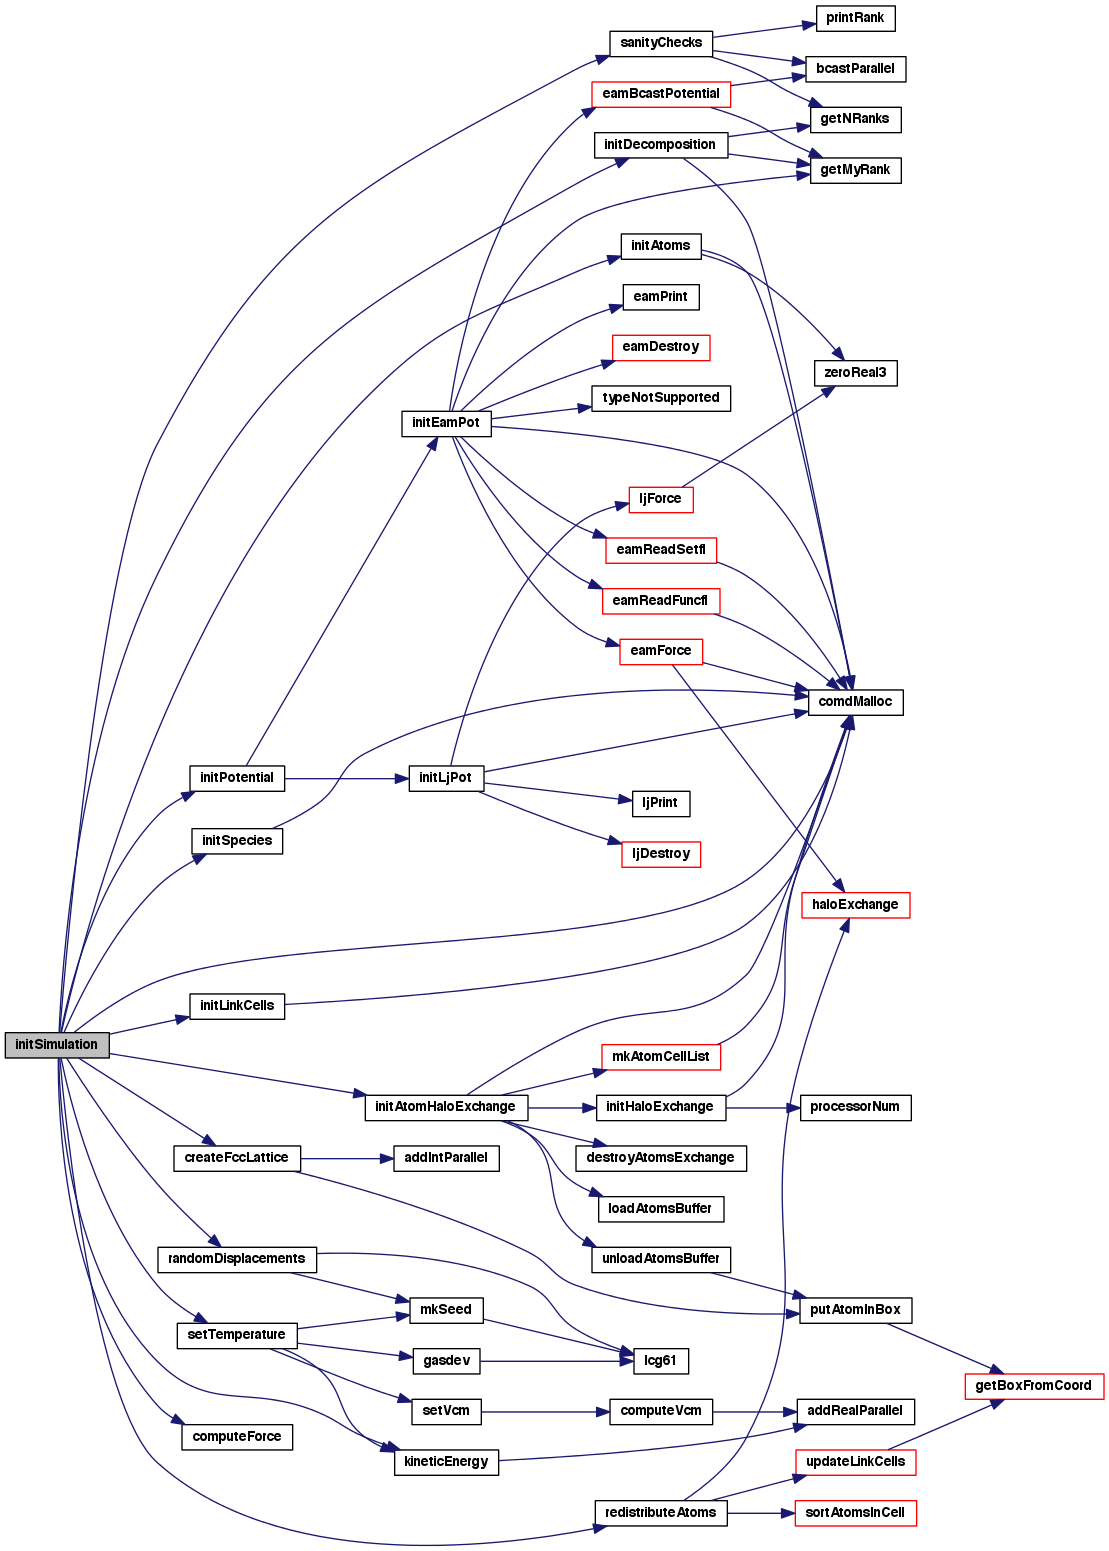 printRank
sanityChecks
bcastParallel
eamBcastPotential
getNRanks
initDecomposition
getMyRank
initAtoms
eamPrint
eamDestroy
zeroReal3
typeNotSupported
initEamPot
ljForce
eamReadSetfl
eamReadFuncfl
eamForce
comdMalloc
initPotential
initLjPot
ljPrint
initSpecies
ljDestroy
haloExchange
initLinkCells
initSimulation
mkAtomCellList
initAtomHaloExchange
initHaloExchange
processorNum
createFccLattice
addIntParallel
destroyAtomsExchange
loadAtomsBuffer
randomDisplacements
unloadAtomsBuffer
mkSeed
putAtomInBox
setTemperature
gasdev
lcg61
getBoxFromCoord
setVcm
computeVcm
addRealParallel
computeForce
kineticEnergy
updateLinkCells
redistributeAtoms
sortAtomsInCell